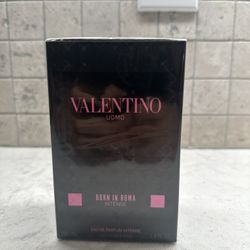 VALENTINO
UOMO
BORN IN ROMA
INTENSE
EAU DE PARFUM INTENSE